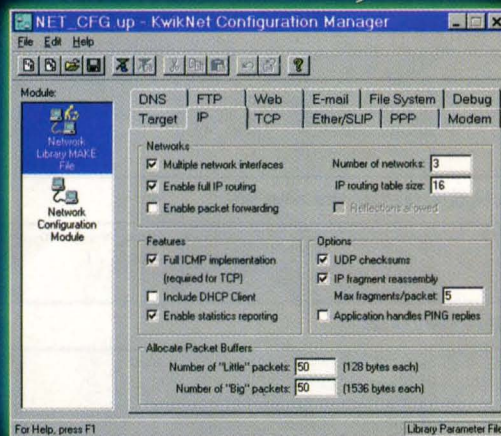 NET_CFG.up - KwikNet Configuration Manager
File Edit Help
Module:
Network Library MAKE File
Network Configuration Module
DNS FTP Web E-mail File System Debug
Target IP TCP Ether/SLIP PPP Modem
Networks
Multiple network interfaces
Number of networks: 3
Enable full IP routing
IP routing table size: 16
Enable packet forwarding
Reflections allowed
Features
Full ICMP implementation
(required for TCP)
Include DHCP Client
Enable statistics reporting
Options
UDP checksums
IP fragment reassembly
Max fragments/packet: 5
Application handles PING replies
Allocate Packet Buffers
Number of "Little" packets: 50 (128 bytes each)
Number of "Big" packets: 50 (1536 bytes each)
For Help, press F1
Library Parameter File